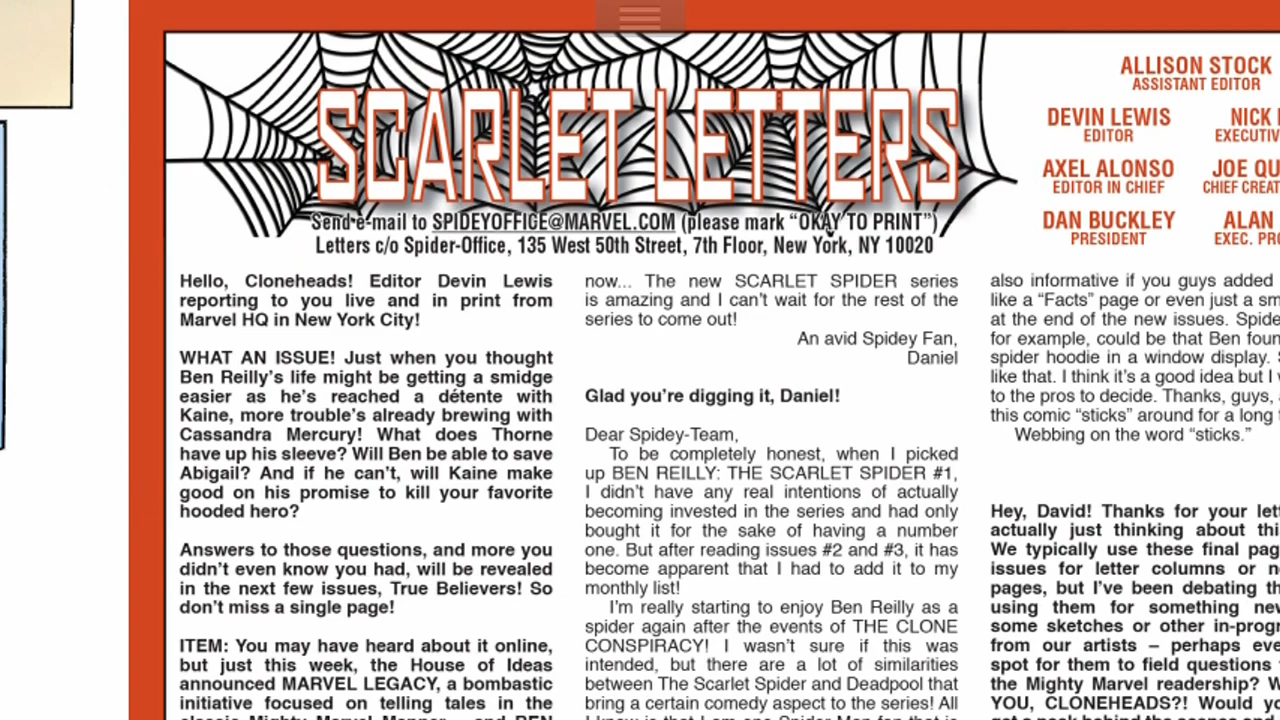 SCARLET LETTERS
Send e-mail to SPIDEYOFFICE@MARVEL.COM (please mark “OKAY TO PRINT”)
Letters c/o Spider-Office, 135 West 50th Street, 7th Floor, New York, NY 10020
ALLISON STOCK
ASSISTANT EDITOR
DEVIN LEWIS
EDITOR
NICK
AXEL ALONSO
EDITOR IN CHIEF
JOE
CHIEF
DAN BUCKLEY
PRESIDENT
ALAN
EXEC.
Hello, Cloneheads! Editor Devin Lewis
reporting to you live and in print from
Marvel HQ in New York City!
WHAT AN ISSUE! Just when you thought
Ben Reilly’s life might be getting a smidge
easier as he’s reached a détente with
Kaine, more trouble’s already brewing with
Cassandra Mercury! What does Thorne
have up his sleeve? Will Ben be able to save
Abigail? And if he can’t, will Kaine make
good on his promise to kill your favorite
hooded hero?
Answers to those questions, and more you
didn’t even know you had, will be revealed
in the next few issues, True Believers! So
don’t miss a single page!
ITEM: You may have heard about it online,
but just this week, the House of Ideas
announced MARVEL LEGACY, a bombastic
initiative focused on telling tales in the
now... The new SCARLET SPIDER series
is amazing and I can’t wait for the rest of the
series to come out!
An avid Spidey Fan,
Daniel
Glad you’re digging it, Daniel!
Dear Spidey-Team,
To be completely honest, when I picked
up BEN REILLY: THE SCARLET SPIDER #1,
I didn’t have any real intentions of actually
becoming invested in the series and had only
bought it for the sake of having a number
one. But after reading issues #2 and #3, it has
become apparent that I had to add it to my
monthly list!
I’m really starting to enjoy Ben Reilly as a
spider again after the events of THE CLONE
CONSPIRACY! I wasn’t sure if this was
intended, but there are a lot of similarities
between The Scarlet Spider and Deadpool that
bring a certain comedy aspect to the series! All
also informative if you guys added
like a “Facts” page or even just a
at the end of the new issues.
for example, could be that Ben
spider hoodie in a window display.
like that. I think it’s a good idea but I
to the pros to decide. Thanks, guys,
this comic “sticks” around for a long
Webbing on the word “sticks.”
Hey, David! Thanks for your
actually just thinking about
We typically use these final
issues for letter columns or
pages, but I’ve been debating
using them for something
some sketches or other
from our artists – perhaps
spot for them to field questions
the Mighty Marvel readership?
YOU, CLONEHEADS?! Would